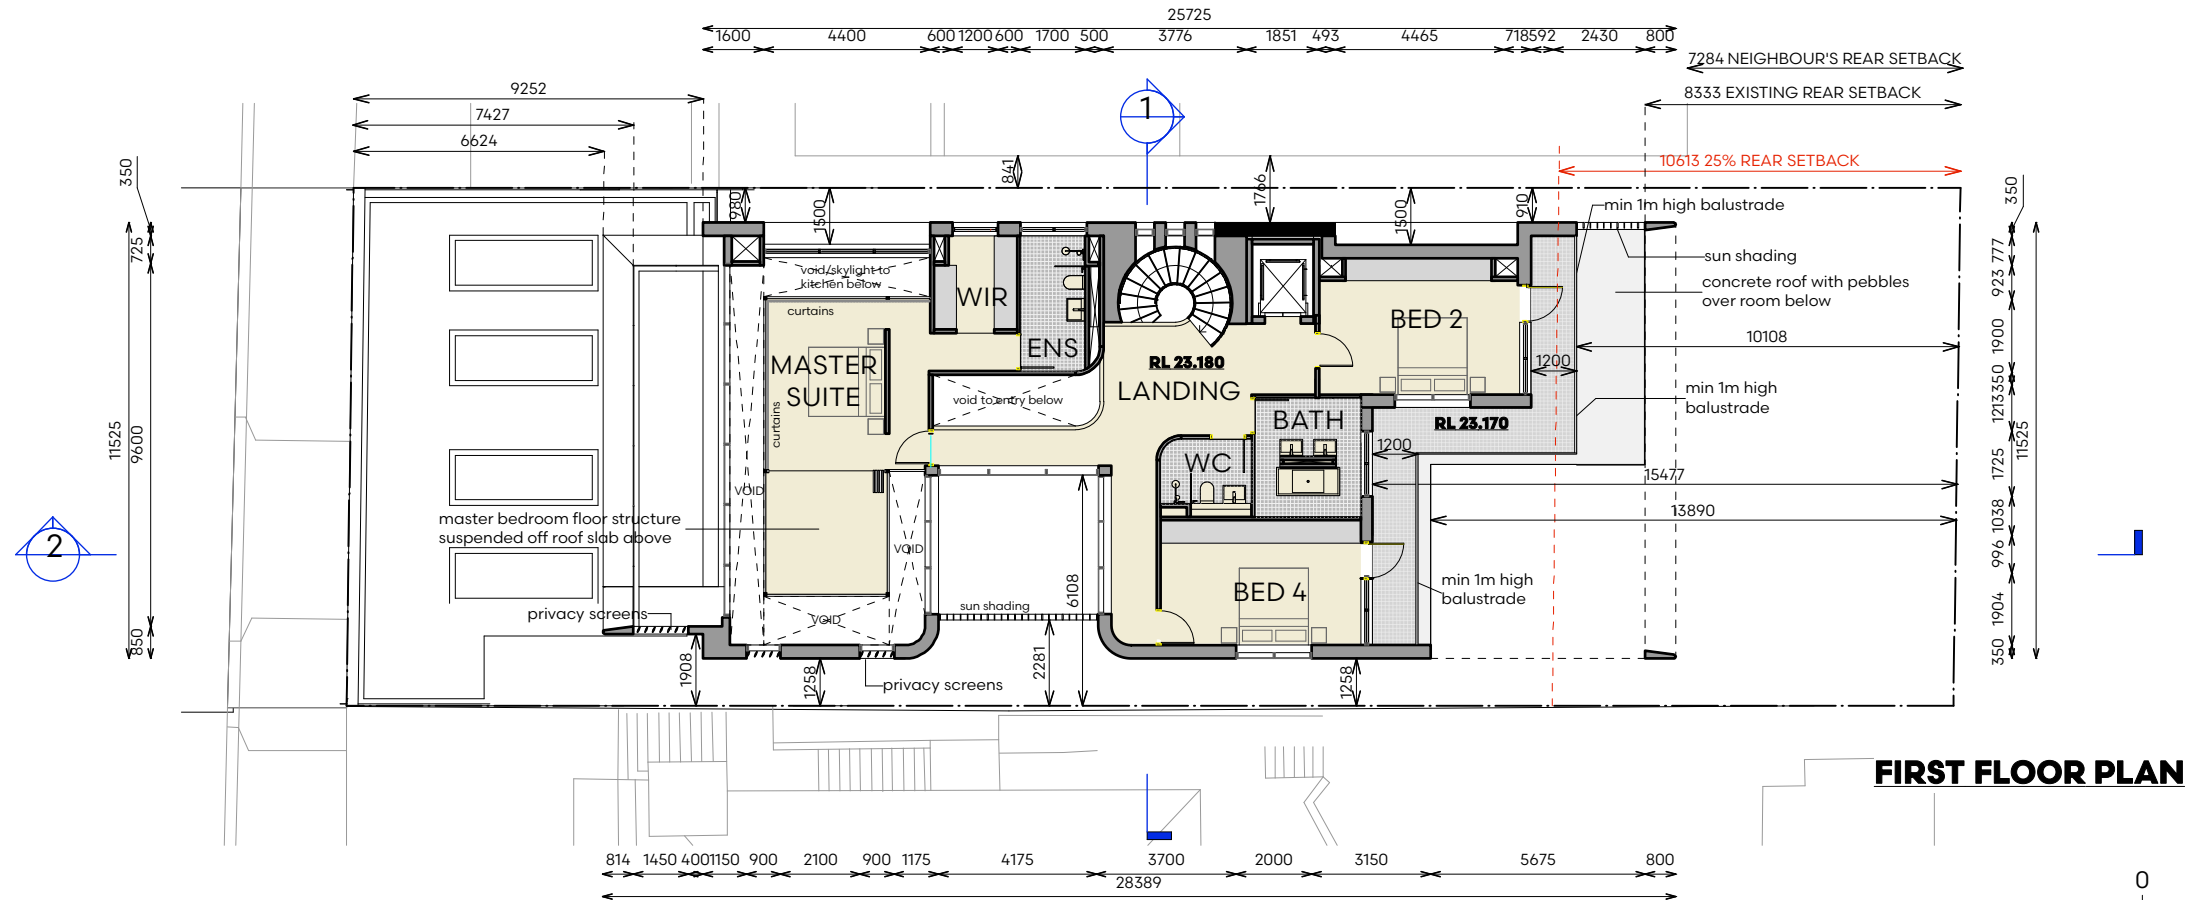 25725
1600 4400 600 1200 600 1700 500 3776 1851 493 4465 718 592 2430 800
7284 NEIGHBOUR'S REAR SETBACK
9252
8333 EXISTING REAR SETBACK
7427
1
6624
10613 25% REAR SETBACK
350
841
1766
350
980
1500
1500
910
min 1m high balustrade
725
777
void/skylight to
kitchen below
sun shading
concrete roof with pebbles
over room below
923
WIR
curtains
BED 2
1900
10108
ENS
MASTER
SUITE
RL 23.180
LANDING
1200
350
min 1m high
balustrade
void to entry below
1213
BATH
RL 23.170
curtains
11525
9600
11525
1200
WC
1725
15477
VOID
13890
master bedroom floor structure
suspended off roof slab above
1038
2
VOID
996
min 1m high
balustrade
BED 4
6108
sun shading
1904
privacy screens
VOID
850
350
1908
1258
2281
1258
privacy screens
FIRST FLOOR PLAN
814 1450 400 1150 900 2100 900 1175 4175 3700 2000 3150 5675 800
28389
0